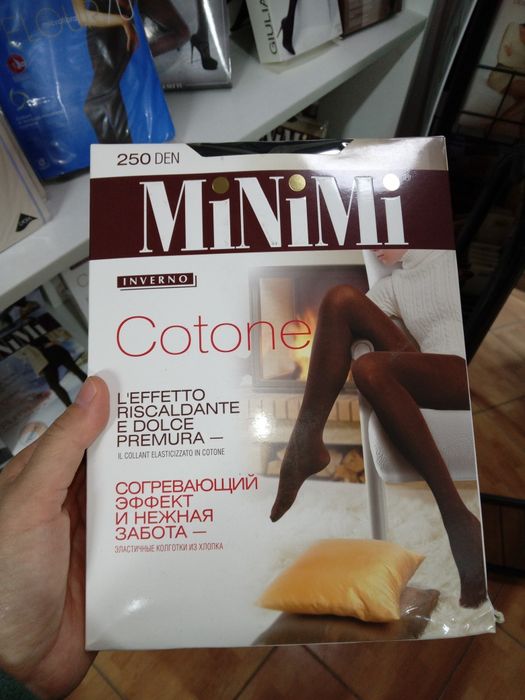 GIULIA
250 DEN
MiNiMi
INVERNO
Cotone
L'EFFETTO
RISCALDANTE
E DOLCE
PREMURA —
IL COLLANT ELASTICIZZATO IN COTONE
СОГРЕВАЮЩИЙ
ЭФФЕКТ
И НЕЖНАЯ
ЗАБОТА —
ЭЛАСТИЧНЫЕ КОЛГОТКИ ИЗ ХЛОПКА